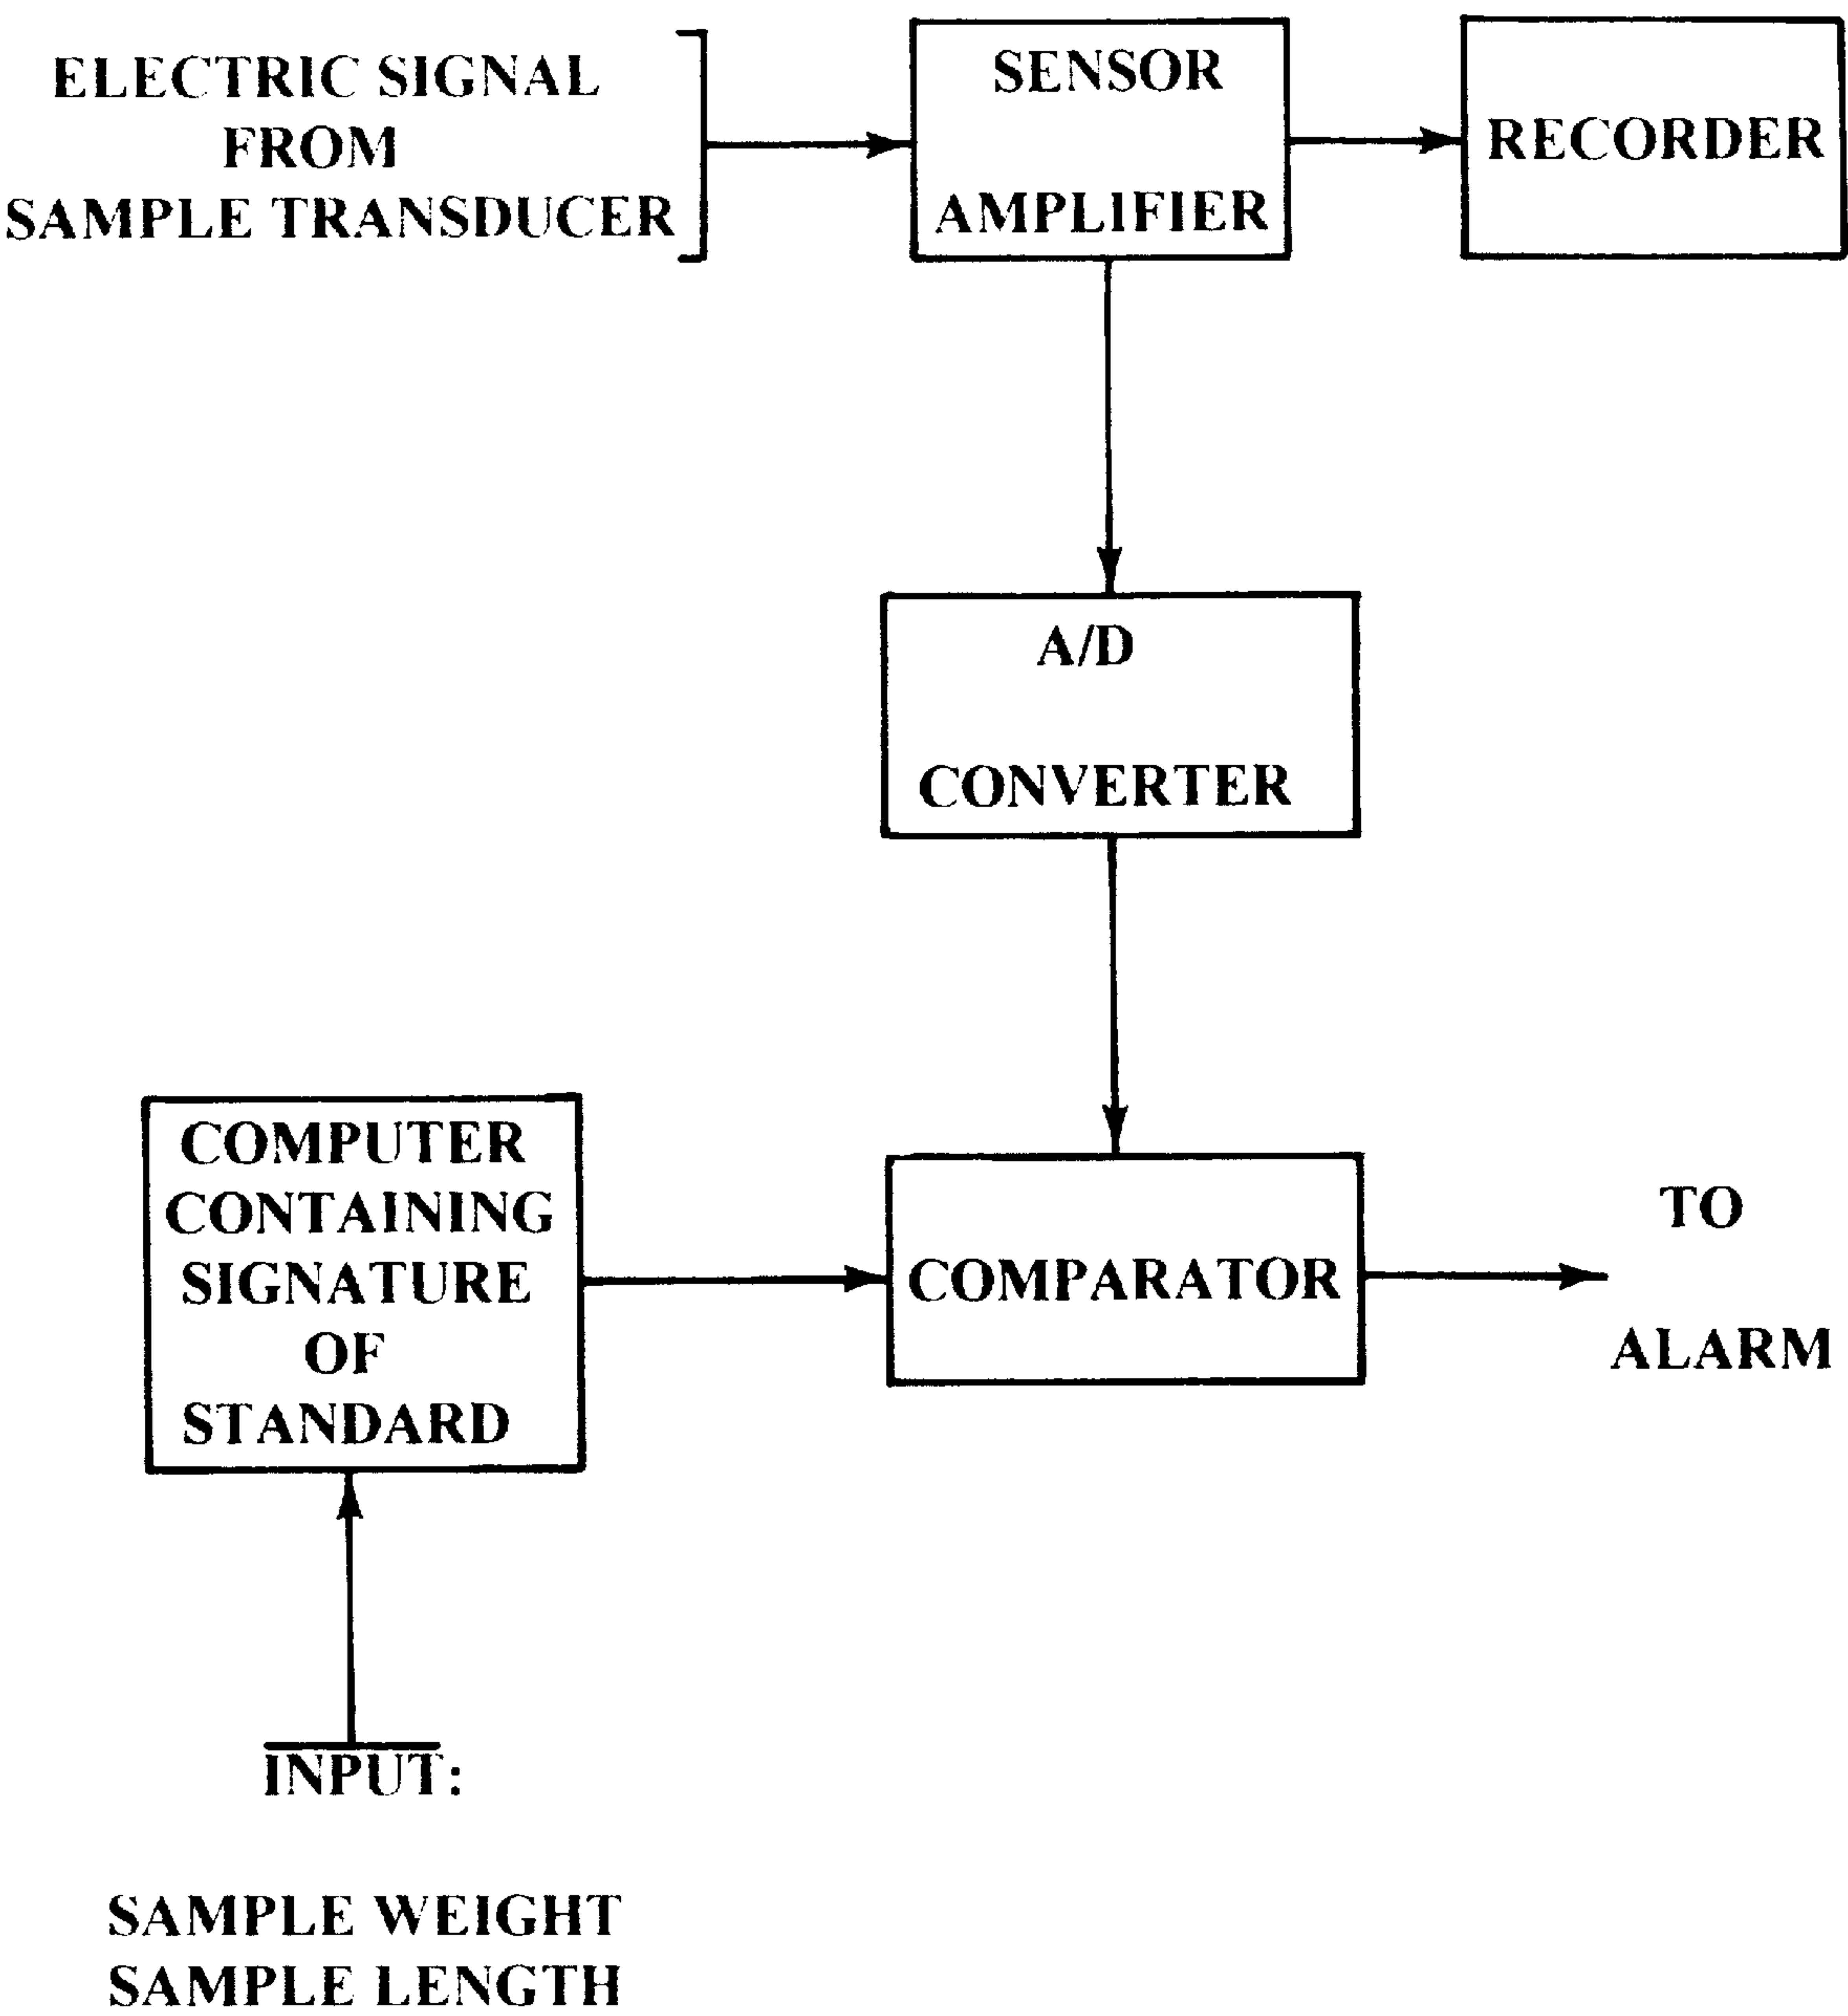 ELECTRIC SIGNAL
FROM
SAMPLE TRANSDUCER
SENSOR
AMPLIFIER
RECORDER
A/D
CONVERTER
COMPUTER
CONTAINING
SIGNATURE
OF
STANDARD
COMPARATOR
TO
ALARM
INPUT:
SAMPLE WEIGHT
SAMPLE LENGTH